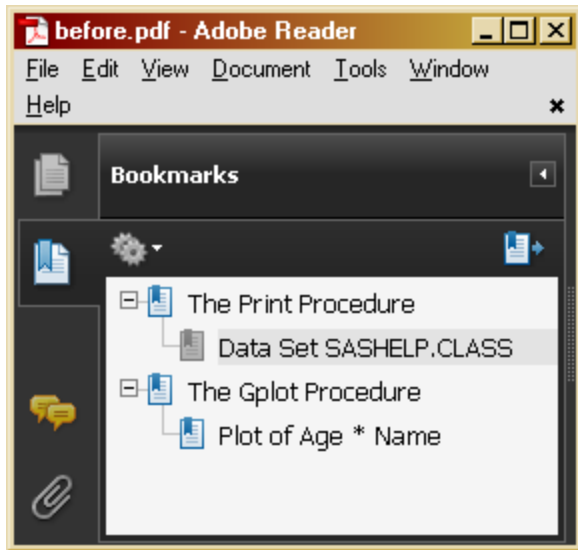 before.pdf - Adobe Reader
File Edit View Document Tools Window
Help
Bookmarks
The Print Procedure
Data Set SASHELP.CLASS
The Gplot Procedure
Plot of Age * Name